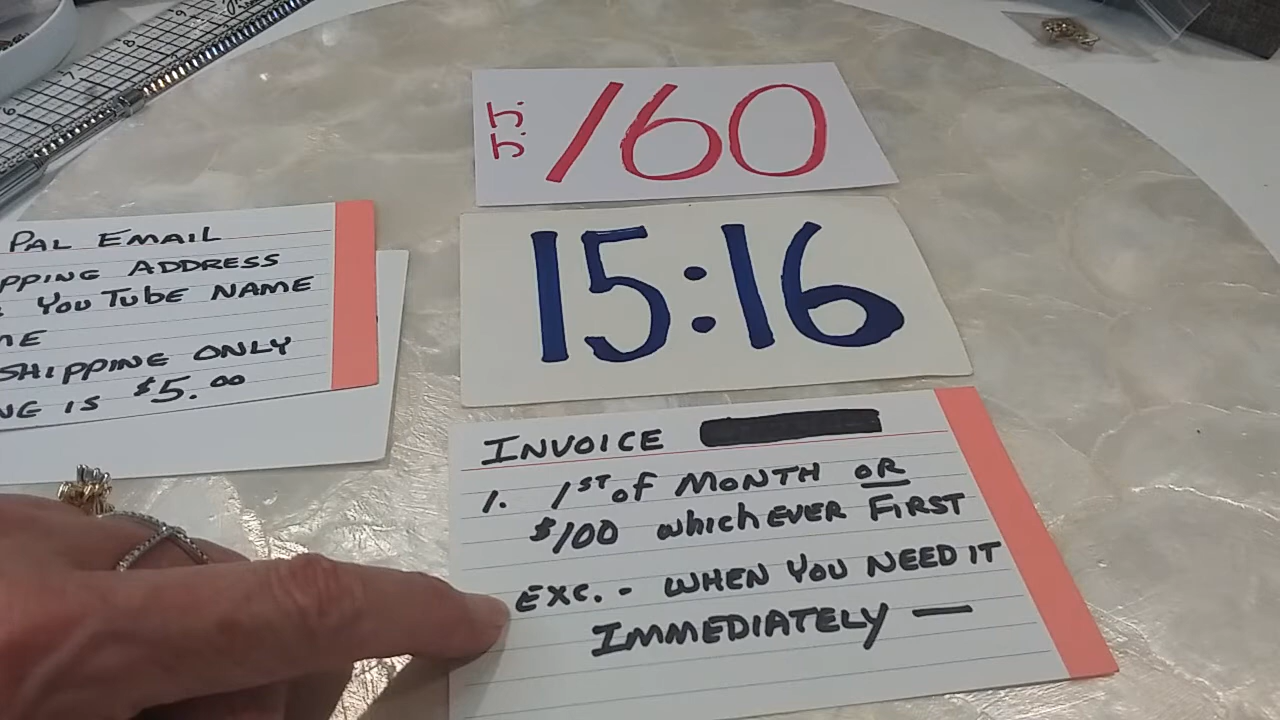 PAL EMAIL
PPING ADDRESS
YOUTUBE NAME
ME
SHIPPING ONLY
NG IS $5.00
h.h. /60
15:16
INVOICE
1. 1ST of MONTH OR
$100 whichEVER FIRST
EXC. - WHEN YOU NEED IT
IMMEDIATELY —